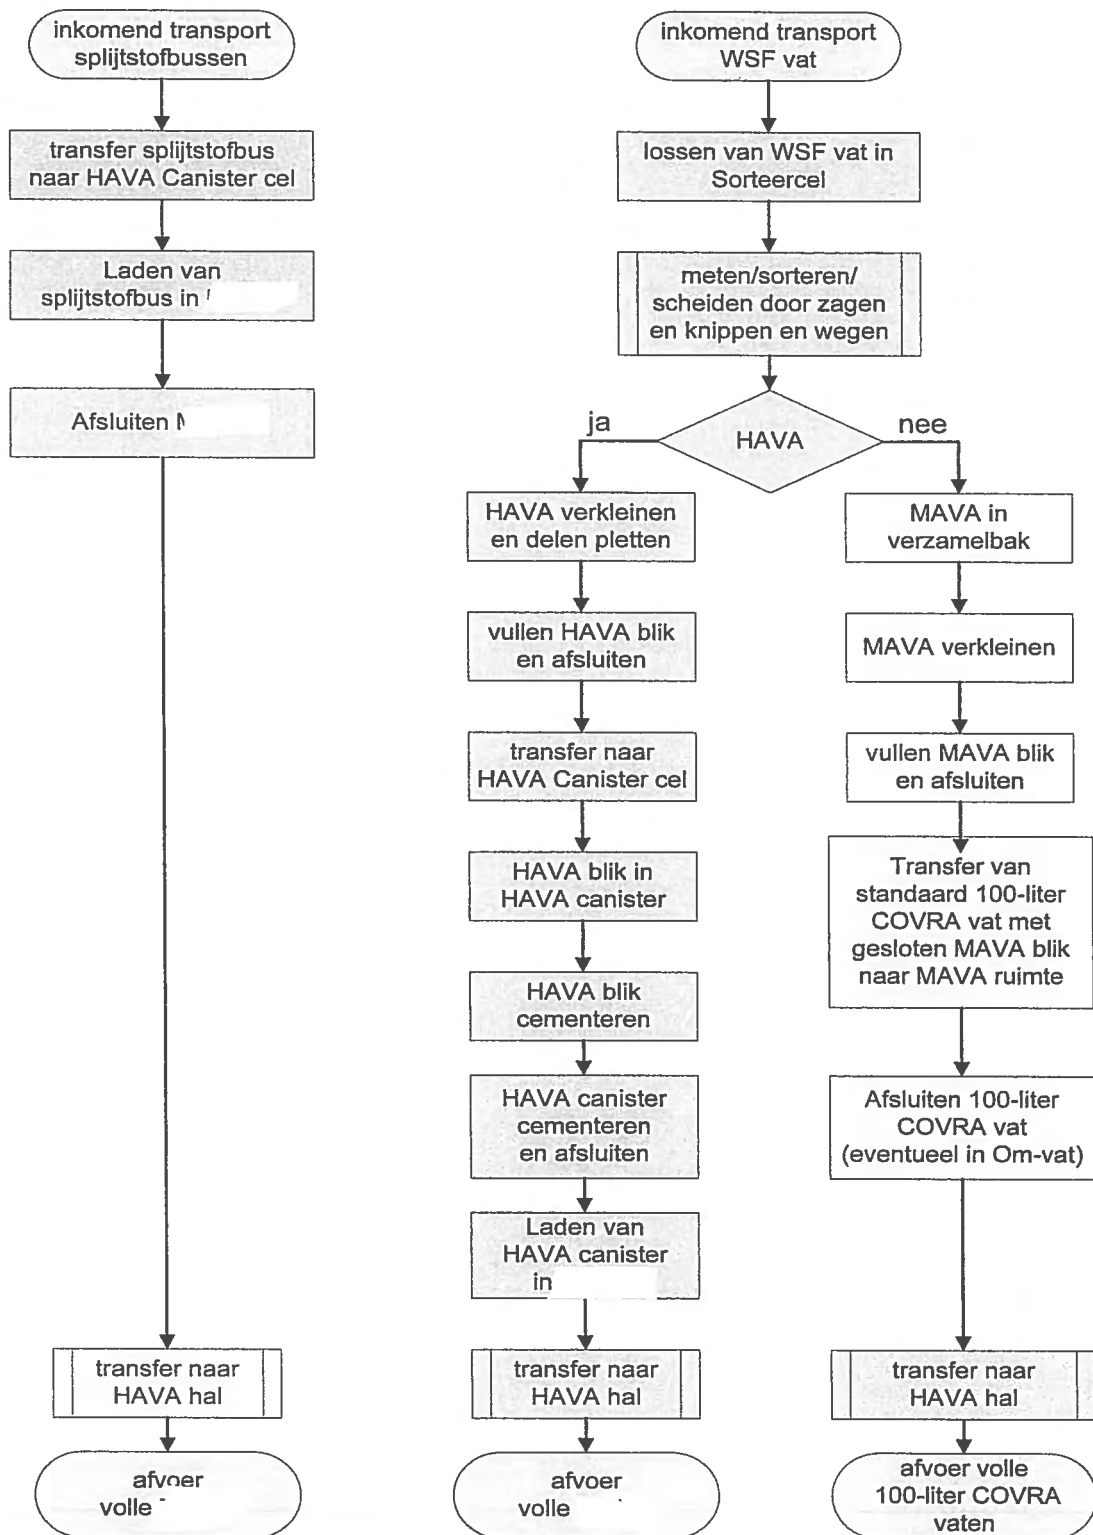 inkomend transport
splijtstofbussen
transfer splijtstofbus
naar HAVA Canister cel
Laden van
splijtstofbus in
Afsluiten
transfer naar
HAVA hal
afvoer
volle
inkomend transport
WSF vat
lossen van WSF vat in
Sorteercel
meten/sorteren/
scheiden door zagen
en knippen en wegen
HAVA
ja
nee
HAVA verkleinen
en delen pletten
vullen HAVA blik
en afsluiten
transfer naar
HAVA Canister cel
HAVA blik in
HAVA canister
HAVA blik
cementeren
HAVA canister
cementeren
en afsluiten
Laden van
HAVA canister
in
transfer naar
HAVA hal
afvoer
volle
MAVA in
verzamelbak
MAVA verkleinen
vullen MAVA blik
en afsluiten
Transfer van
standaard 100-liter
COVRA vat met
gesloten MAVA blik
naar MAVA ruimte
Afsluiten 100-liter
COVRA vat
(eventueel in Om-vat)
transfer naar
HAVA hal
afvoer volle
100-liter COVRA
vaten